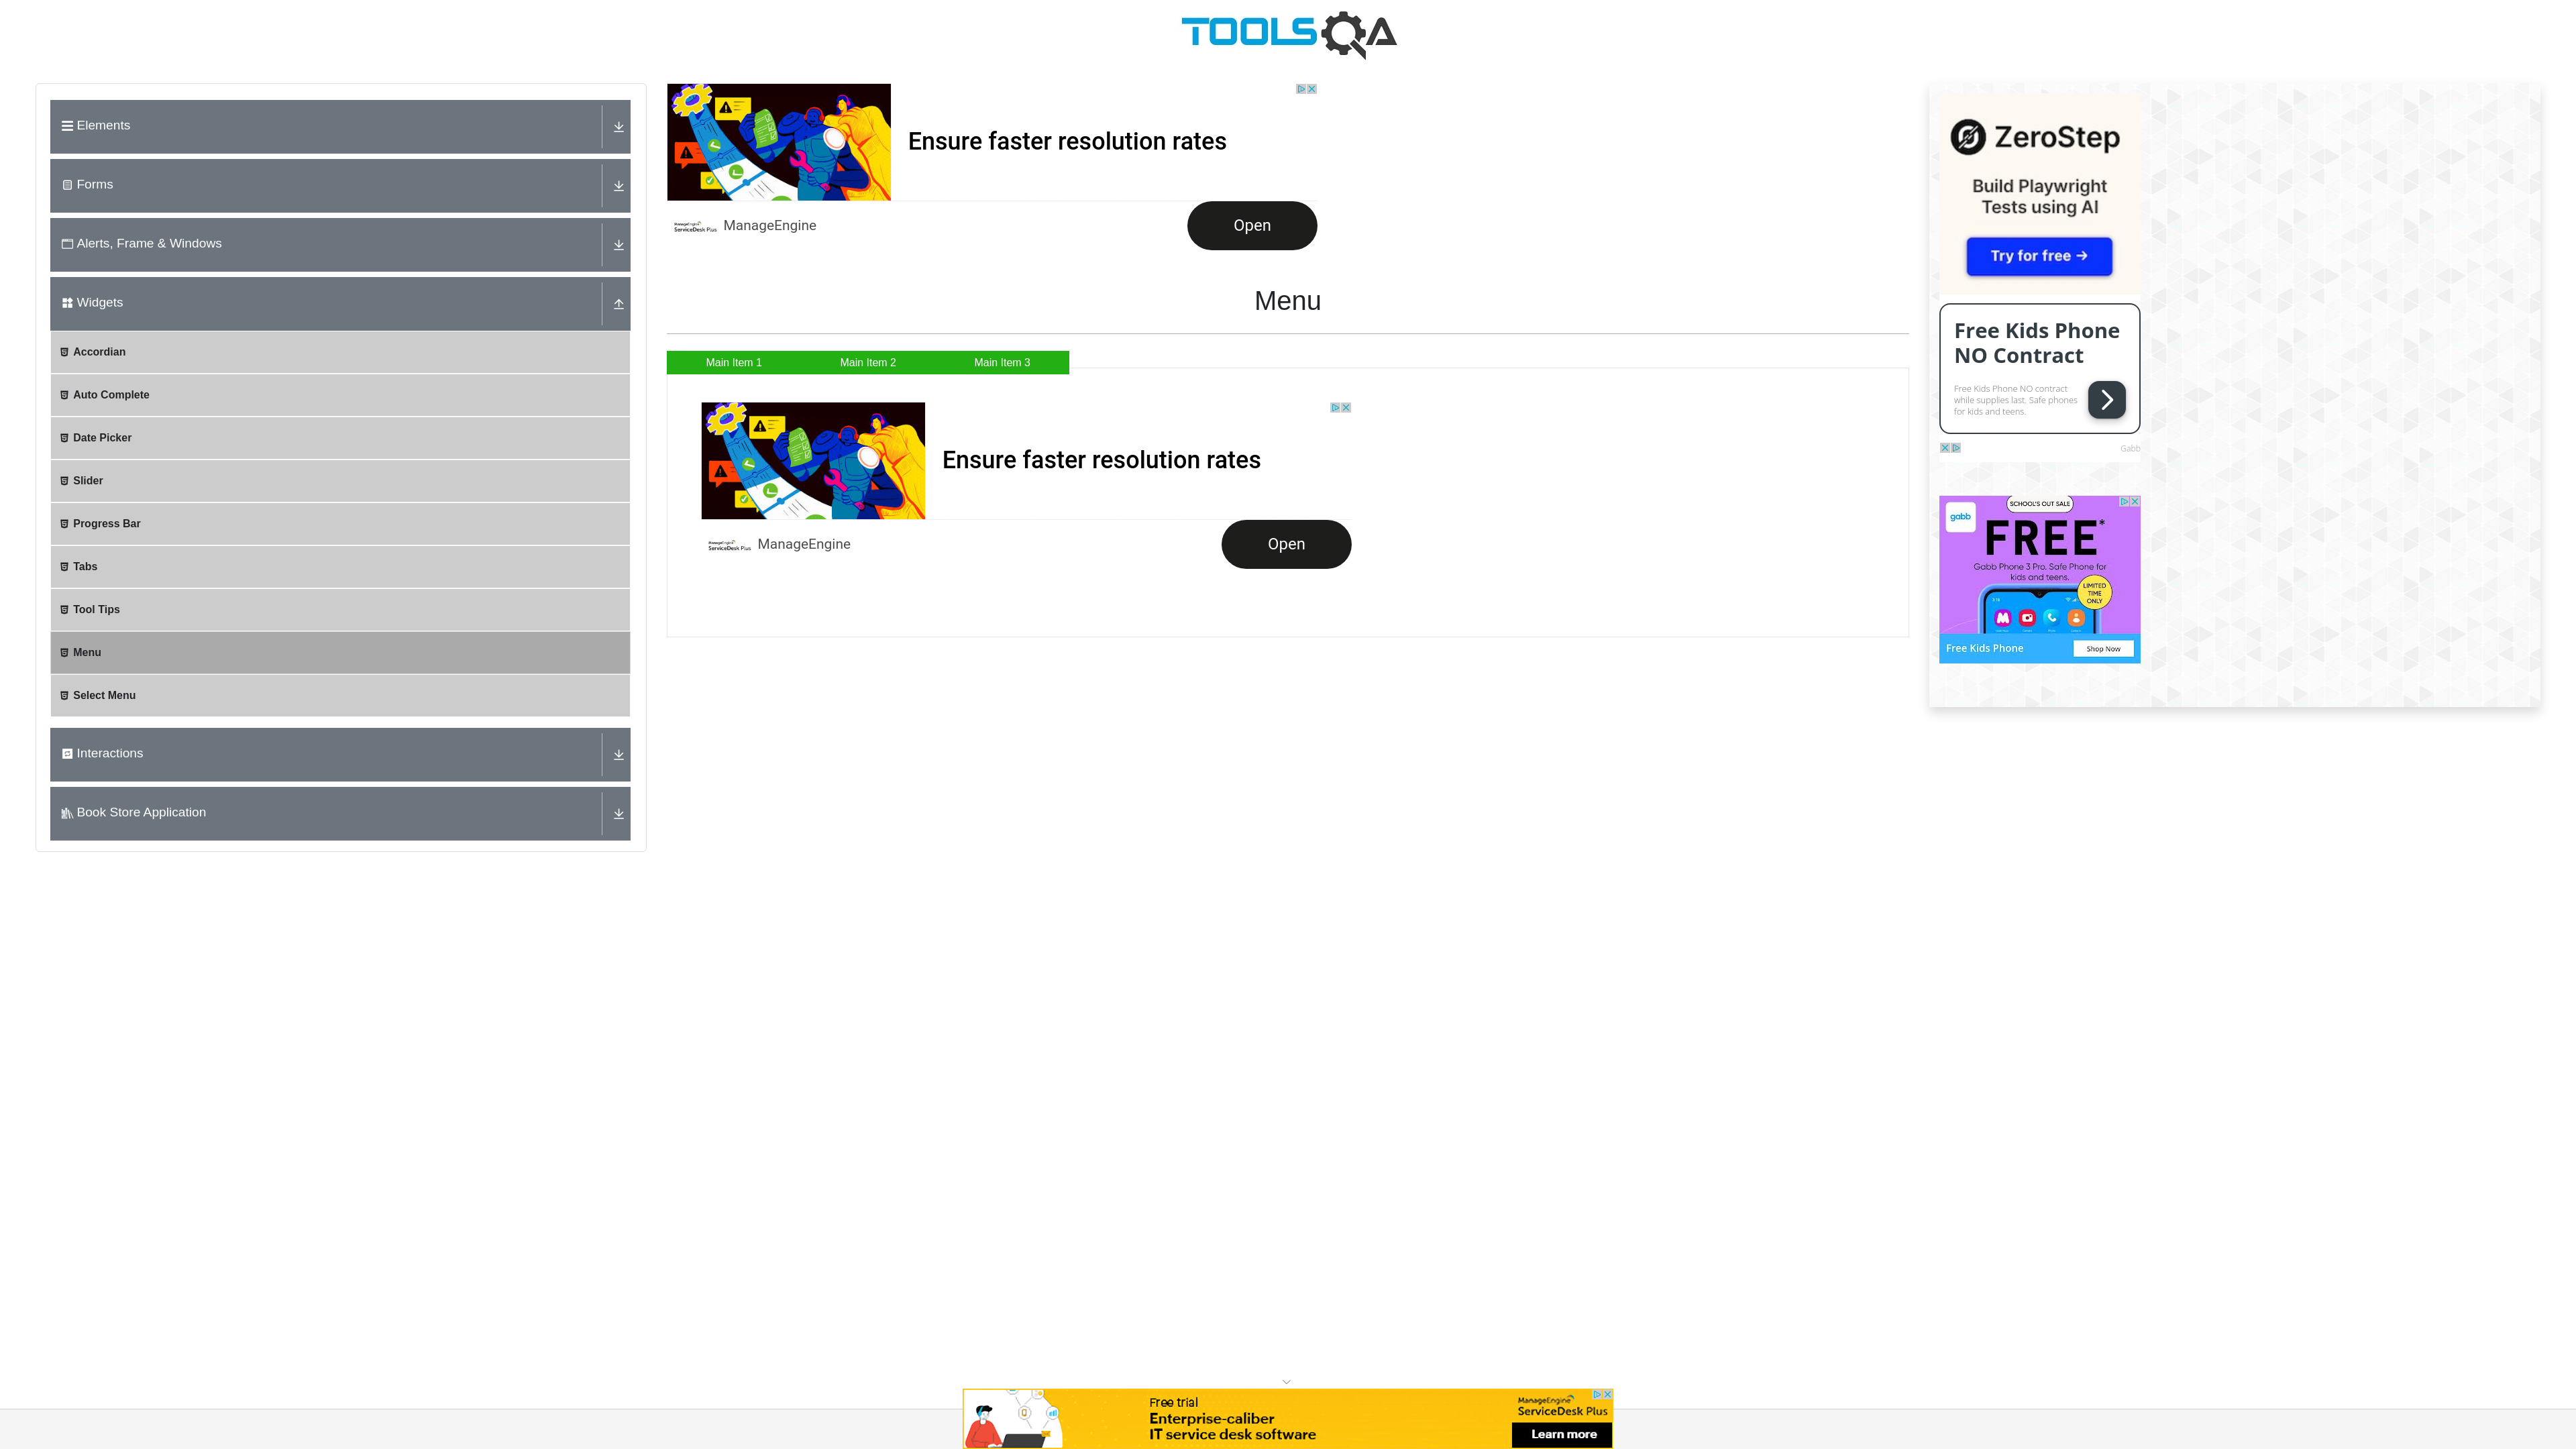 TOOLSQA
Elements
Forms
Alerts, Frame & Windows
Widgets
Accordian
Auto Complete
Date Picker
Slider
Progress Bar
Tabs
Tool Tips
Menu
Select Menu
Interactions
Book Store Application
Ensure faster resolution rates
ManageEngine
ServiceDesk Plus
ManageEngine
Open
Menu
Main Item 1
Main Item 2
Main Item 3
Ensure faster resolution rates
ManageEngine
ServiceDesk Plus
ManageEngine
Open
ZeroStep
Build Playwright
Tests using AI
Try for free →
Free Kids Phone
NO Contract
Free Kids Phone NO contract
while supplies last. Safe phones
for kids and teens.
Gabb
SCHOOL'S OUT SALE
gabb
FREE*
Gabb Phone 3 Pro. Safe Phone for
kids and teens.
LIMITED
TIME
ONLY
Free Kids Phone
Shop Now
Free trial
Enterprise-caliber
IT service desk software
ManageEngine
ServiceDesk Plus
Learn more